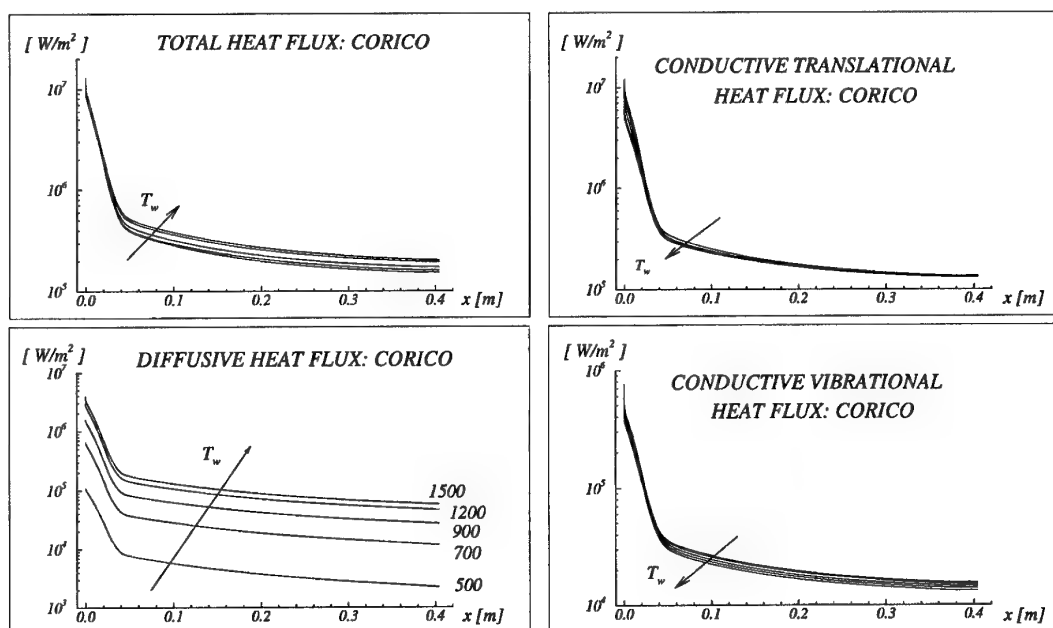 [ W/m² ]
TOTAL HEAT FLUX: CORICO
10⁷
10⁶
10⁵
T_w
0.0 0.1 0.2 0.3 0.4
x [m]
[ W/m² ]
CONDUCTIVE TRANSLATIONAL
HEAT FLUX: CORICO
10⁷
10⁶
10⁵
T_w
0.0 0.1 0.2 0.3 0.4
x [m]
[ W/m² ]
DIFFUSIVE HEAT FLUX: CORICO
10⁷
10⁶
10⁵
10⁴
10³
T_w
1500
1200
900
700
500
0.0 0.1 0.2 0.3 0.4
x [m]
[ W/m² ]
CONDUCTIVE VIBRATIONAL
HEAT FLUX: CORICO
10⁶
10⁵
10⁴
T_w
0.0 0.1 0.2 0.3 0.4
x [m]